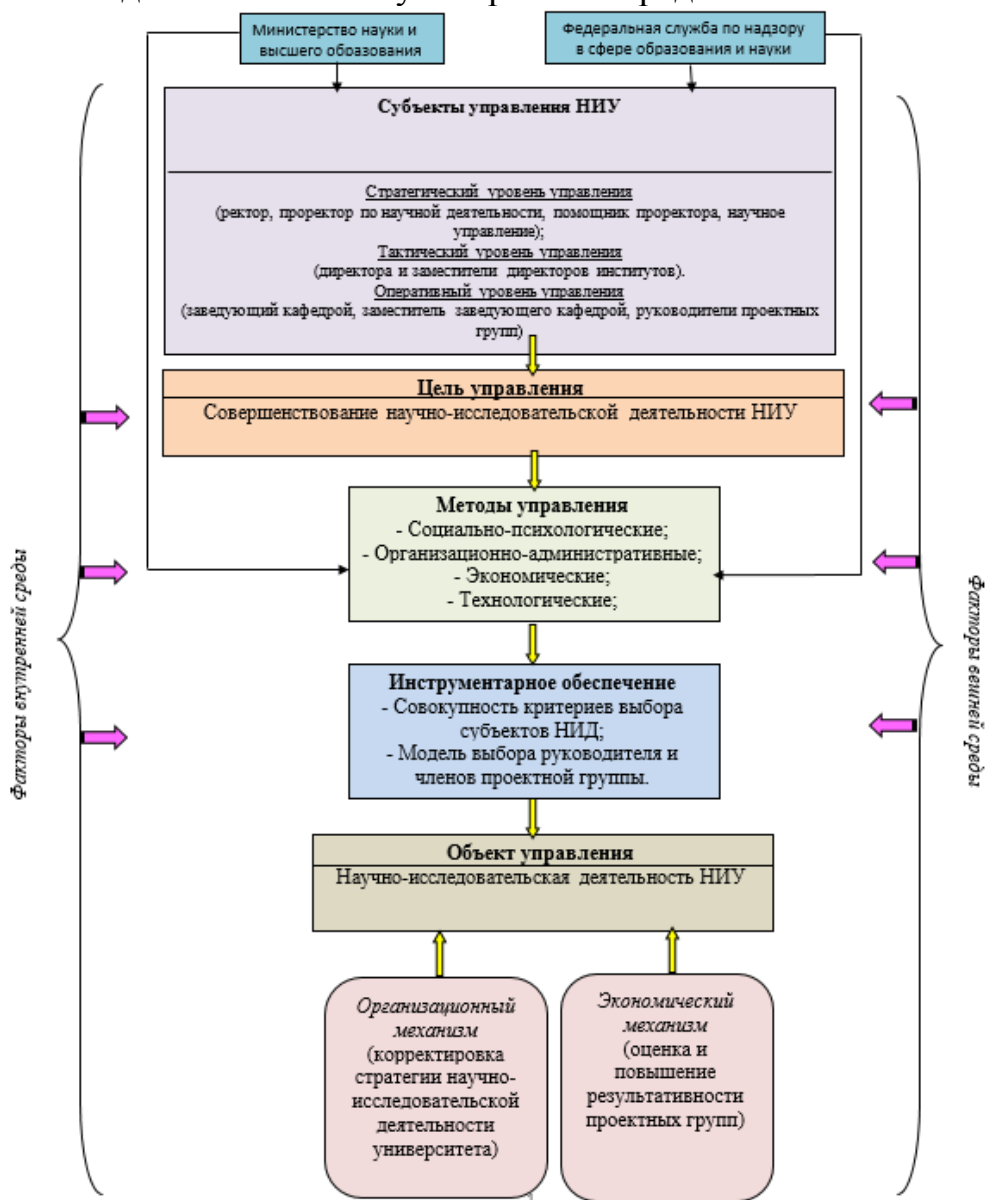 Министерство науки и
высшего образования
Федеральная служба по надзору
в сфере образования и науки
Субъекты управления НИУ
Стратегический уровень управления
(ректор, проректор по научной деятельности, помощник проректора, научное
управление);
Тактический уровень управления
(директора и заместители директоров институтов).
Оперативный уровень управления
(заведующий кафедрой, заместитель заведующего кафедрой, руководители проектных
групп)
Цель управления
Совершенствование научно-исследовательской деятельности НИУ
Методы управления
- Социально-психологические;
- Организационно-административные;
- Экономические;
- Технологические;
Факторы внутренней среды
Факторы вешней среды
Инструментарное обеспечение
- Совокупность критериев выбора
субъектов НИД;
- Модель выбора руководителя и
членов проектной группы.
Объект управления
Научно-исследовательская деятельность НИУ
Организационный
механизм
(корректировка
стратегии научно-
исследовательской
деятельности
университета)
Экономический
механизм
(оценка и
повышение
результативности
проектных групп)